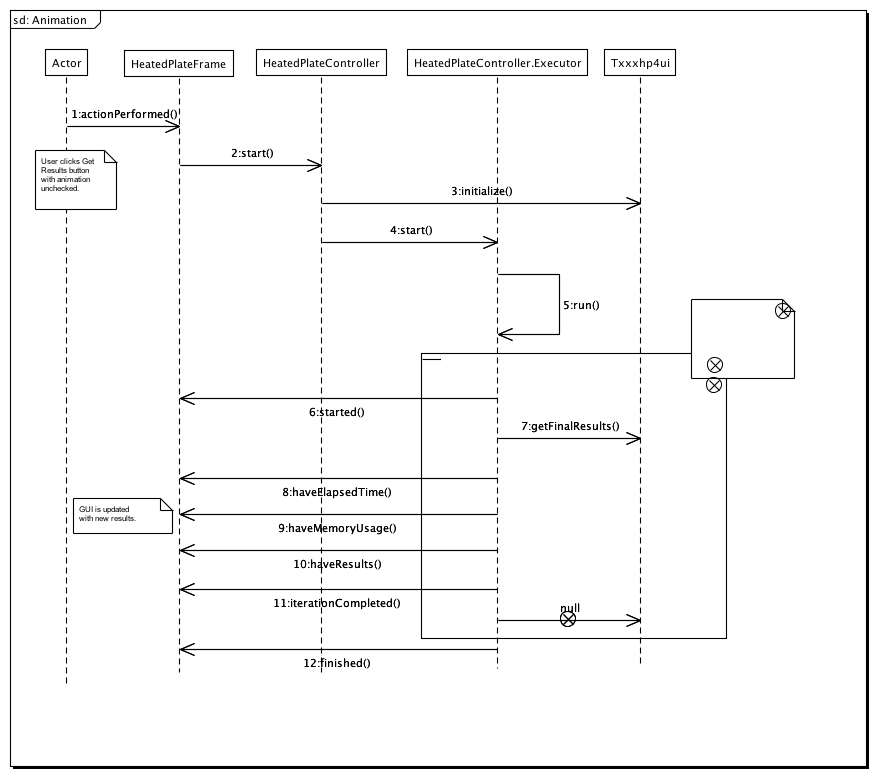 sd: Animation
Actor
HeatedPlateFrame
HeatedPlateController
HeatedPlateController.Executor
Txxxhp4ui
1:actionPerformed()
User clicks Get
Results button
with animation
unchecked.
2:start()
3:initialize()
4:start()
5:run()
6:started()
7:getFinalResults()
8:haveElapsedTime()
GUI is updated
with new results.
9:haveMemoryUsage()
10:haveResults()
11:iterationCompleted()
null
12:finished()